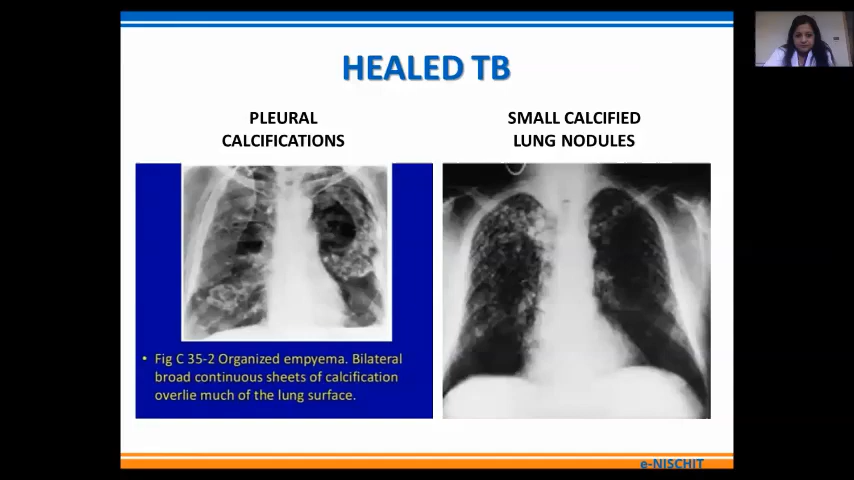 HEALED TB
PLEURAL
CALCIFICATIONS
SMALL CALCIFIED
LUNG NODULES
• Fig C 35-2 Organized empyema. Bilateral
broad continuous sheets of calcification
overlie much of the lung surface.
e-NISCHIT